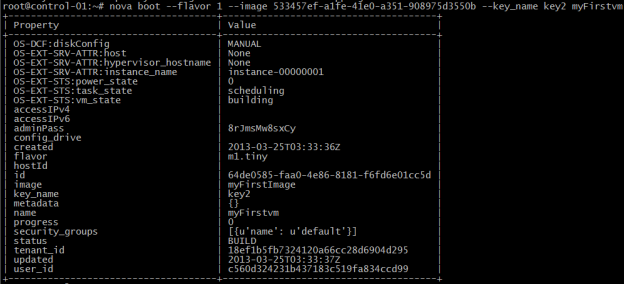 root@control-01:~# nova boot --flavor 1 --image 533457ef-a1fe-41e0-a351-908975d3550b --key_name key2 myFirstvm
+-------------------------------------+--------------------------------------+
| Property | Value |
+-------------------------------------+--------------------------------------+
| OS-DCF:diskConfig | MANUAL
| OS-EXT-SRV-ATTR:host | None
| OS-EXT-SRV-ATTR:hypervisor_hostname | None
| OS-EXT-SRV-ATTR:instance_name | instance-00000001
| OS-EXT-STS:power_state | 0
| OS-EXT-STS:task_state | scheduling
| OS-EXT-STS:vm_state | building
| accessIPv4 |
| accessIPv6 |
| adminPass | 8rJmsMw8sxCy
| config_drive |
| created | 2013-03-25T03:33:36Z
| flavor | m1.tiny
| hostId |
| id | 64de0585-faa0-4e86-8181-f6fd6e01cc5d
| image | myFirstImage
| key_name | key2
| metadata | {}
| name | myFirstvm
| progress | 0
| security_groups | [{u'name': u'default'}]
| status | BUILD
| tenant_id | 18ef1b5fb7324120a66cc28d6904d295
| updated | 2013-03-25T03:33:37Z
| user_id | c560d324231b437183c519fa834ccd99
+-------------------------------------+--------------------------------------+